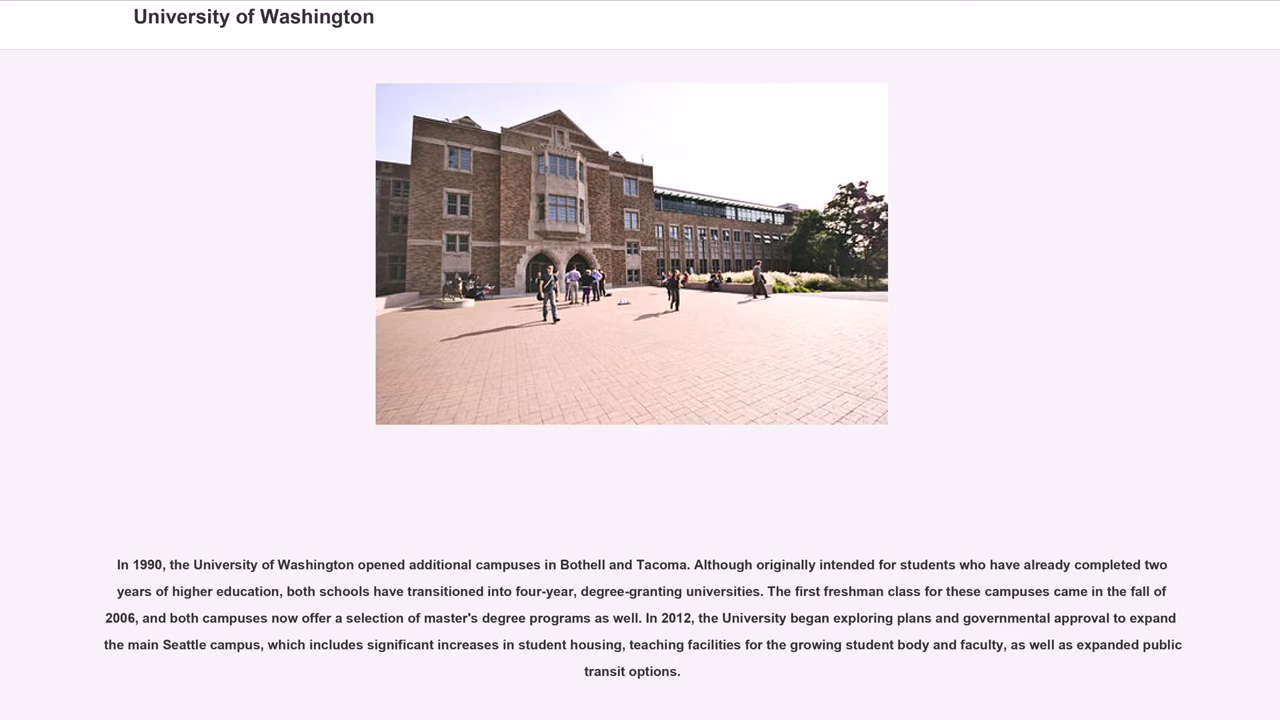 University of Washington
In 1990, the University of Washington opened additional campuses in Bothell and Tacoma. Although originally intended for students who have already completed two
years of higher education, both schools have transitioned into four-year, degree-granting universities. The first freshman class for these campuses came in the fall of
2006, and both campuses now offer a selection of master's degree programs as well. In 2012, the University began exploring plans and governmental approval to expand
the main Seattle campus, which includes significant increases in student housing, teaching facilities for the growing student body and faculty, as well as expanded public
transit options.